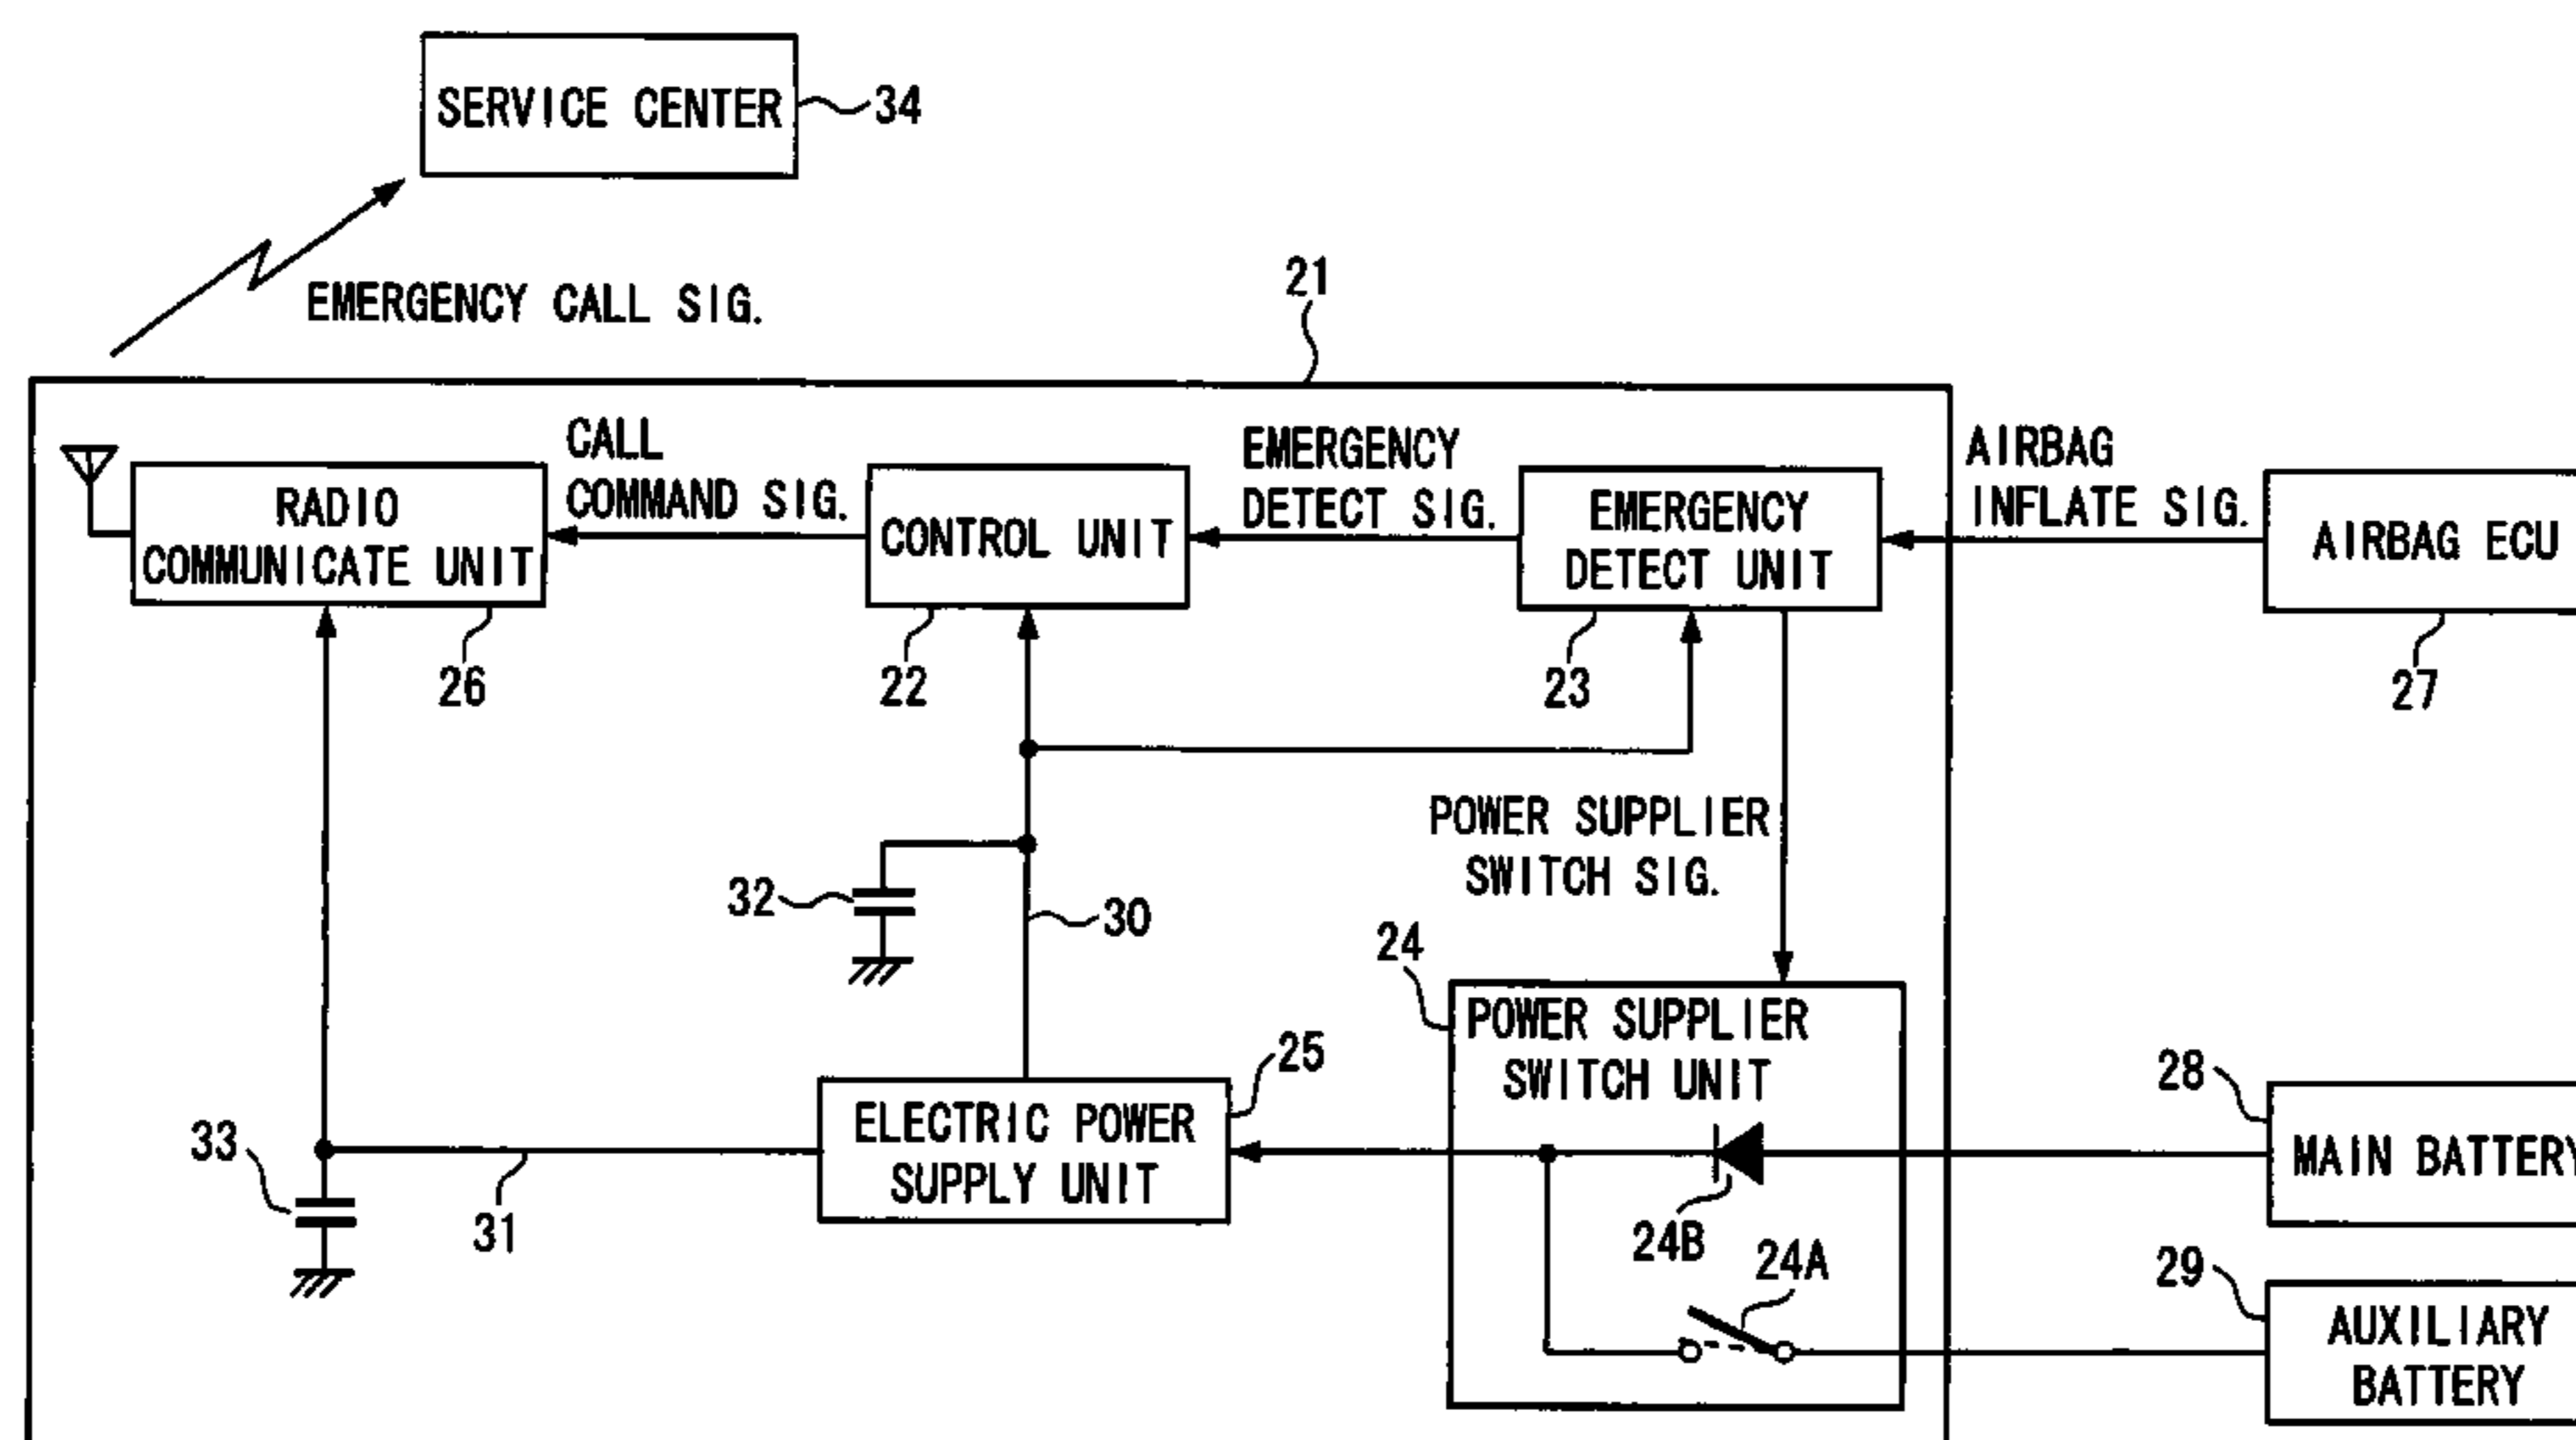 SERVICE CENTER
34
EMERGENCY CALL SIG.
21
RADIO
COMMUNICATE UNIT
26
CALL
COMMAND SIG.
CONTROL UNIT
22
EMERGENCY
DETECT SIG.
EMERGENCY
DETECT UNIT
23
AIRBAG
INFLATE SIG.
AIRBAG ECU
27
POWER SUPPLIER
SWITCH SIG.
32
30
24
POWER SUPPLIER
SWITCH UNIT
25
ELECTRIC POWER
SUPPLY UNIT
33
31
24B
24A
28
MAIN BATTERY
29
AUXILIARY
BATTERY